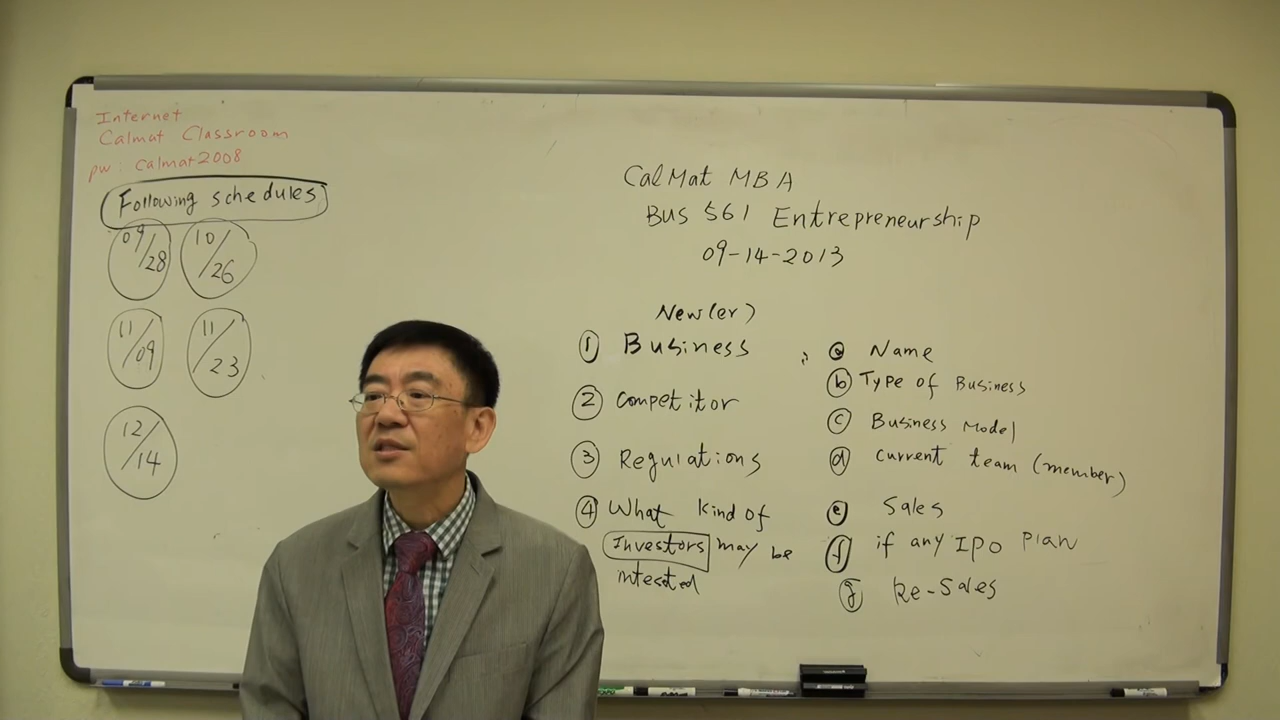 Internet
Calmat Classroom
pw: Calmat2008
Following schedules
09/28
10/26
11/09
11/23
12/14
CalMat MBA
Bus 561 Entrepreneurship
09-14-2013
New(er)
① Business
② Competitor
③ Regulations
④ What kind of
Investors may be
intested
ⓐ Name
ⓑ Type of Business
ⓒ Business Model
ⓓ Current team (member)
ⓔ Sales
ⓕ if any IPO plan
ⓖ Re-Sales